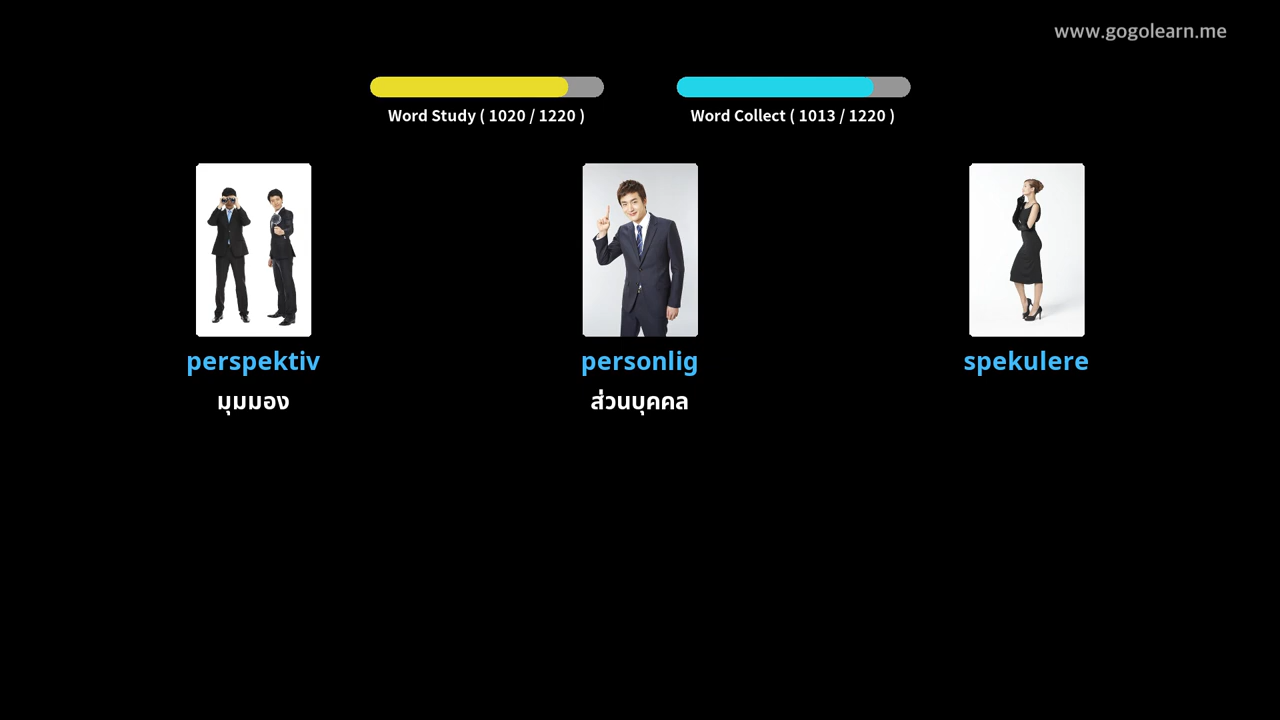 www.gogolearn.me
Word Study ( 1020 / 1220 )
Word Collect ( 1013 / 1220 )
perspektiv
personlig
spekulere
มุมมอง
ส่วนบุคคล